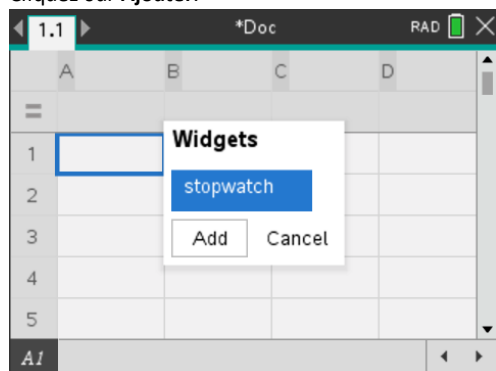 Cliquez sur Ajouter.
1.1 *Doc RAD
A B C D
=
1
2
3
4
5
Widgets
stopwatch
Add Cancel
A1